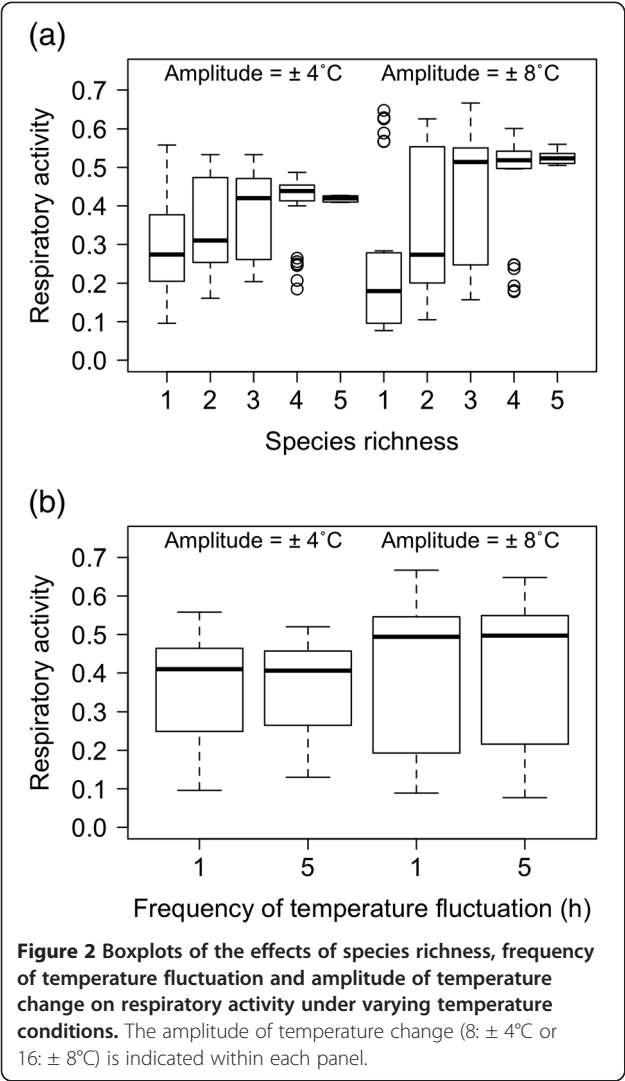 (a)
Amplitude = ± 4°C Amplitude = ± 8°C
Respiratory activity
0.7
0.6
0.5
0.4
0.3
0.2
0.1
0.0
1 2 3 4 5 1 2 3 4 5
Species richness
(b)
Amplitude = ± 4°C Amplitude = ± 8°C
Respiratory activity
0.7
0.6
0.5
0.4
0.3
0.2
0.1
0.0
1 5 1 5
Frequency of temperature fluctuation (h)
Figure 2 Boxplots of the effects of species richness, frequency
of temperature fluctuation and amplitude of temperature
change on respiratory activity under varying temperature
conditions. The amplitude of temperature change (8: ± 4°C or
16: ± 8°C) is indicated within each panel.